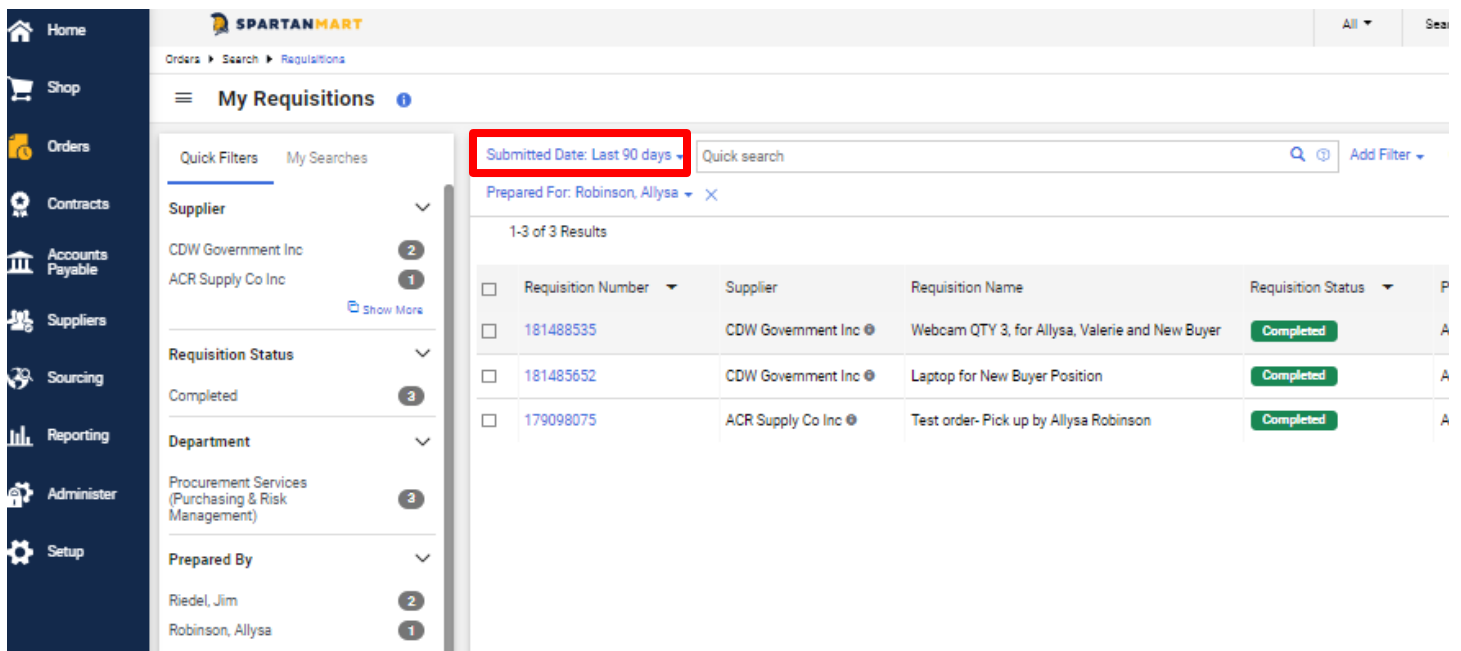 Home
Shop
Orders
Contracts
Accounts
Payable
Suppliers
Sourcing
Reporting
Administer
Setup
SPARTANMART
All
Orders Search Requisitions
My Requisitions
Quick Filters My Searches
Supplier
CDW Government Inc 2
ACR Supply Co Inc 1
Show More
Requisition Status
Completed 3
Department
Procurement Services
(Purchasing & Risk
Management)
3
Prepared By
Riedel, Jim 2
Robinson, Allysa 1
Submitted Date: Last 90 days Quick search Add Filter
Prepared For: Robinson, Allysa
1-3 of 3 Results
Requisition Number Supplier Requisition Name Requisition Status P
181488535 CDW Government Inc Webcam QTY 3, for Allysa, Valerie and New Buyer Completed A
181485652 CDW Government Inc Laptop for New Buyer Position Completed A
179098075 ACR Supply Co Inc Test order- Pick up by Allysa Robinson Completed A